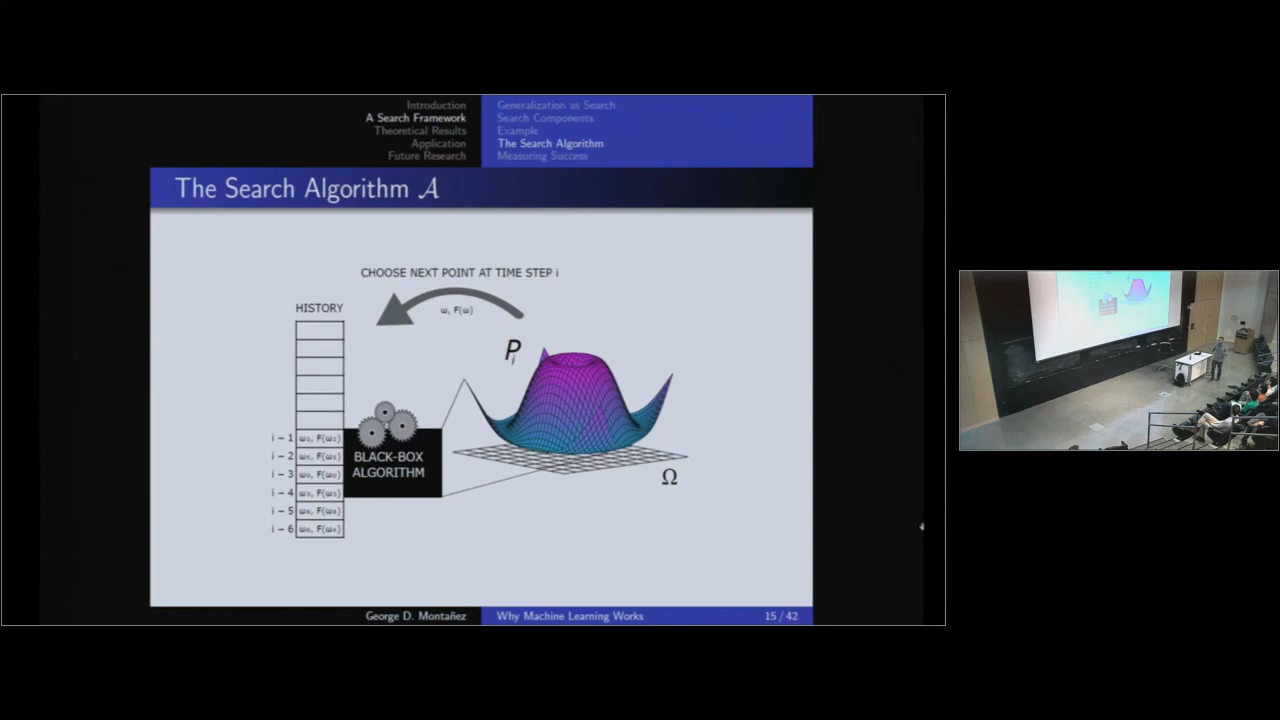 Introduction
A Search Framework
Theoretical Results
Application
Future Research
Generalization as Search
Search Components
Example
The Search Algorithm
Measuring Success
The Search Algorithm 𝒜
CHOOSE NEXT POINT AT TIME STEP i
HISTORY
ω, F(ω)
Pi
i − 1
i − 2
i − 3
i − 4
i − 5
i − 6
BLACK-BOX
ALGORITHM
Ω
George D. Montañez
Why Machine Learning Works
15 / 42